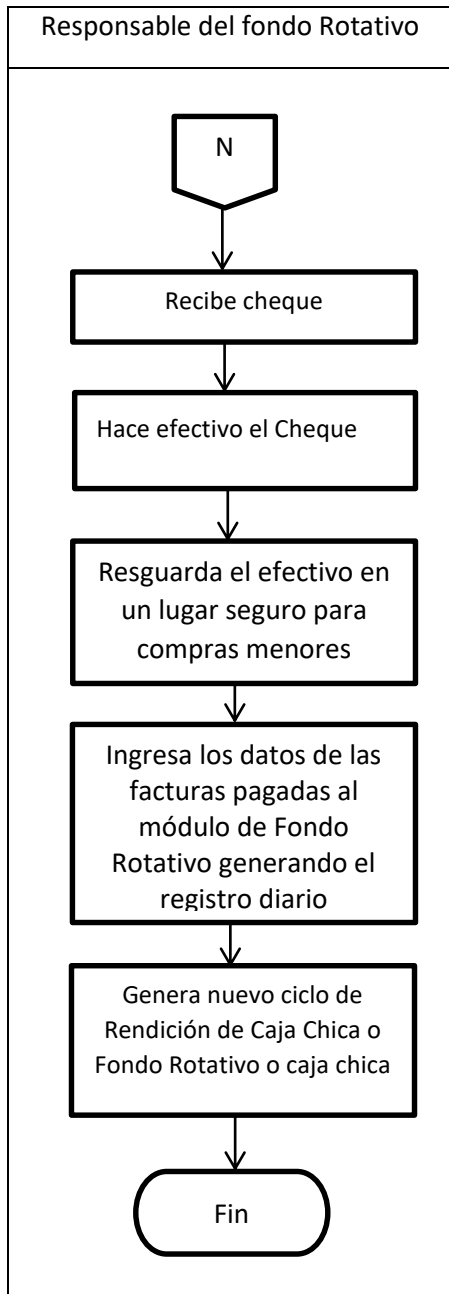 Responsable del fondo Rotativo
N
Recibe cheque
Hace efectivo el Cheque
Resguarda el efectivo en
un lugar seguro para
compras menores
Ingresa los datos de las
facturas pagadas al
módulo de Fondo
Rotativo generando el
registro diario
Genera nuevo ciclo de
Rendición de Caja Chica o
Fondo Rotativo o caja chica
Fin